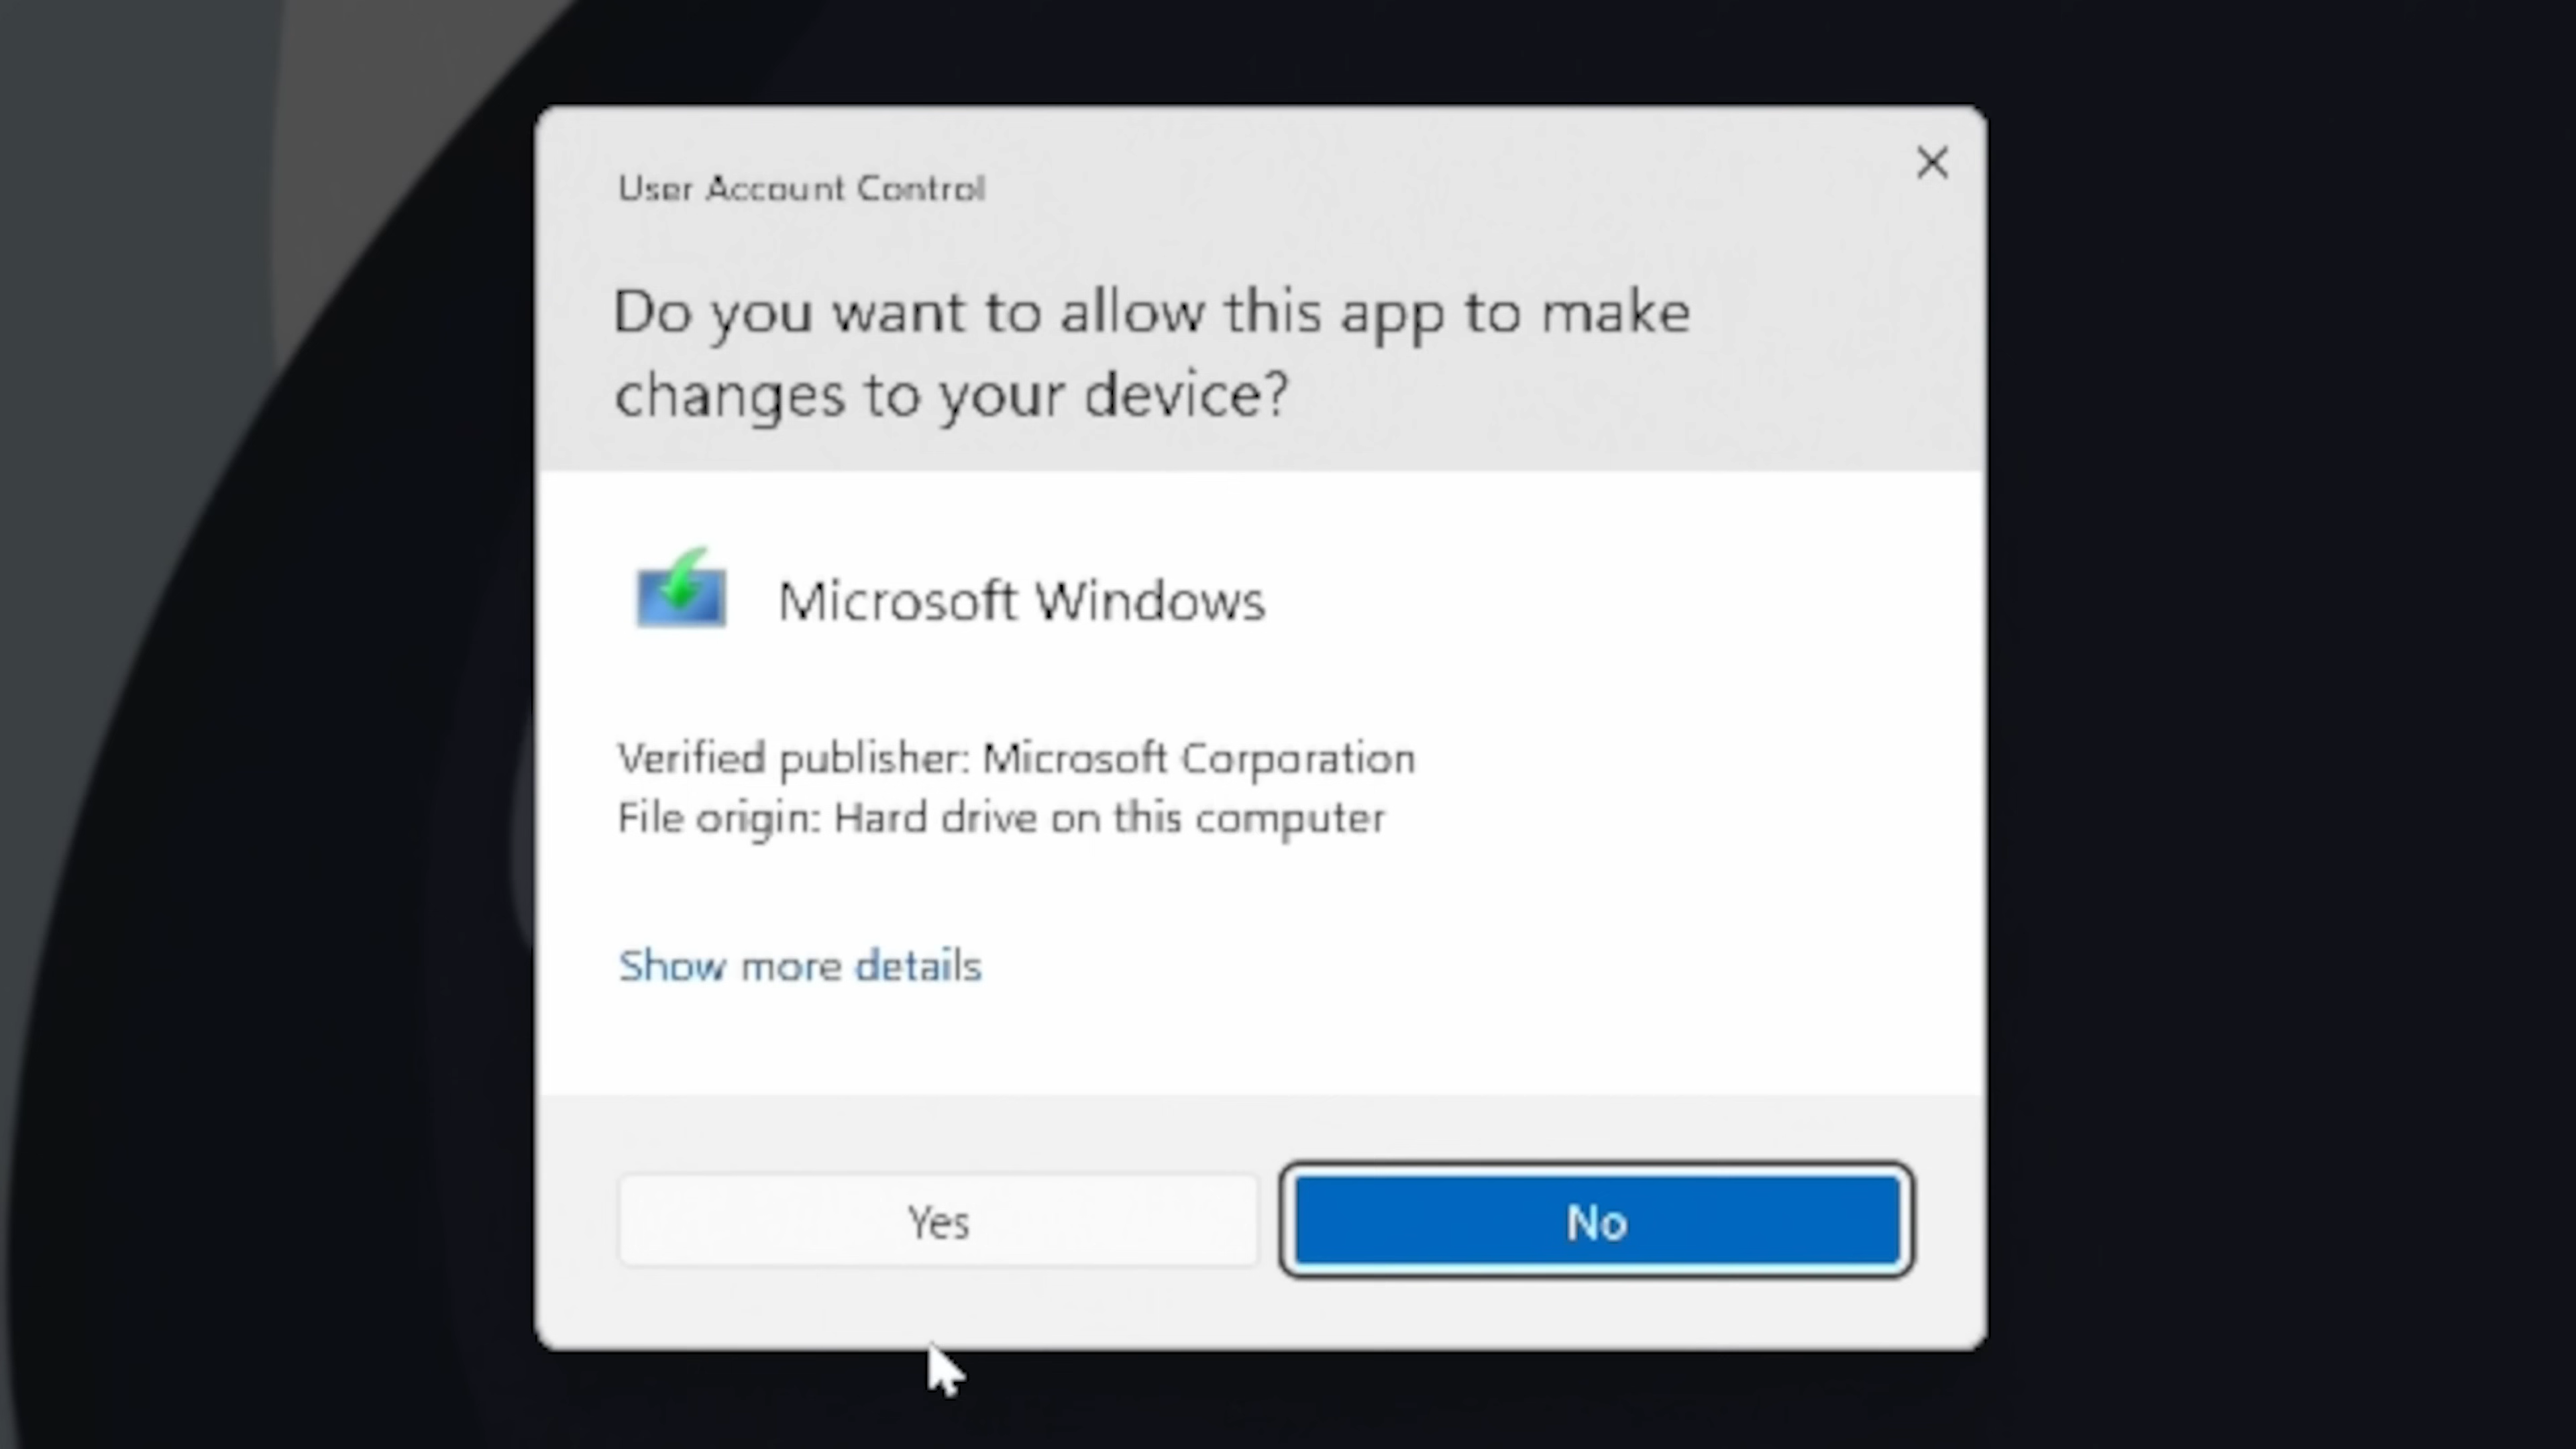 User Account Control
Do you want to allow this app to make
changes to your device?
Microsoft Windows
Verified publisher: Microsoft Corporation
File origin: Hard drive on this computer
Show more details
Yes
No